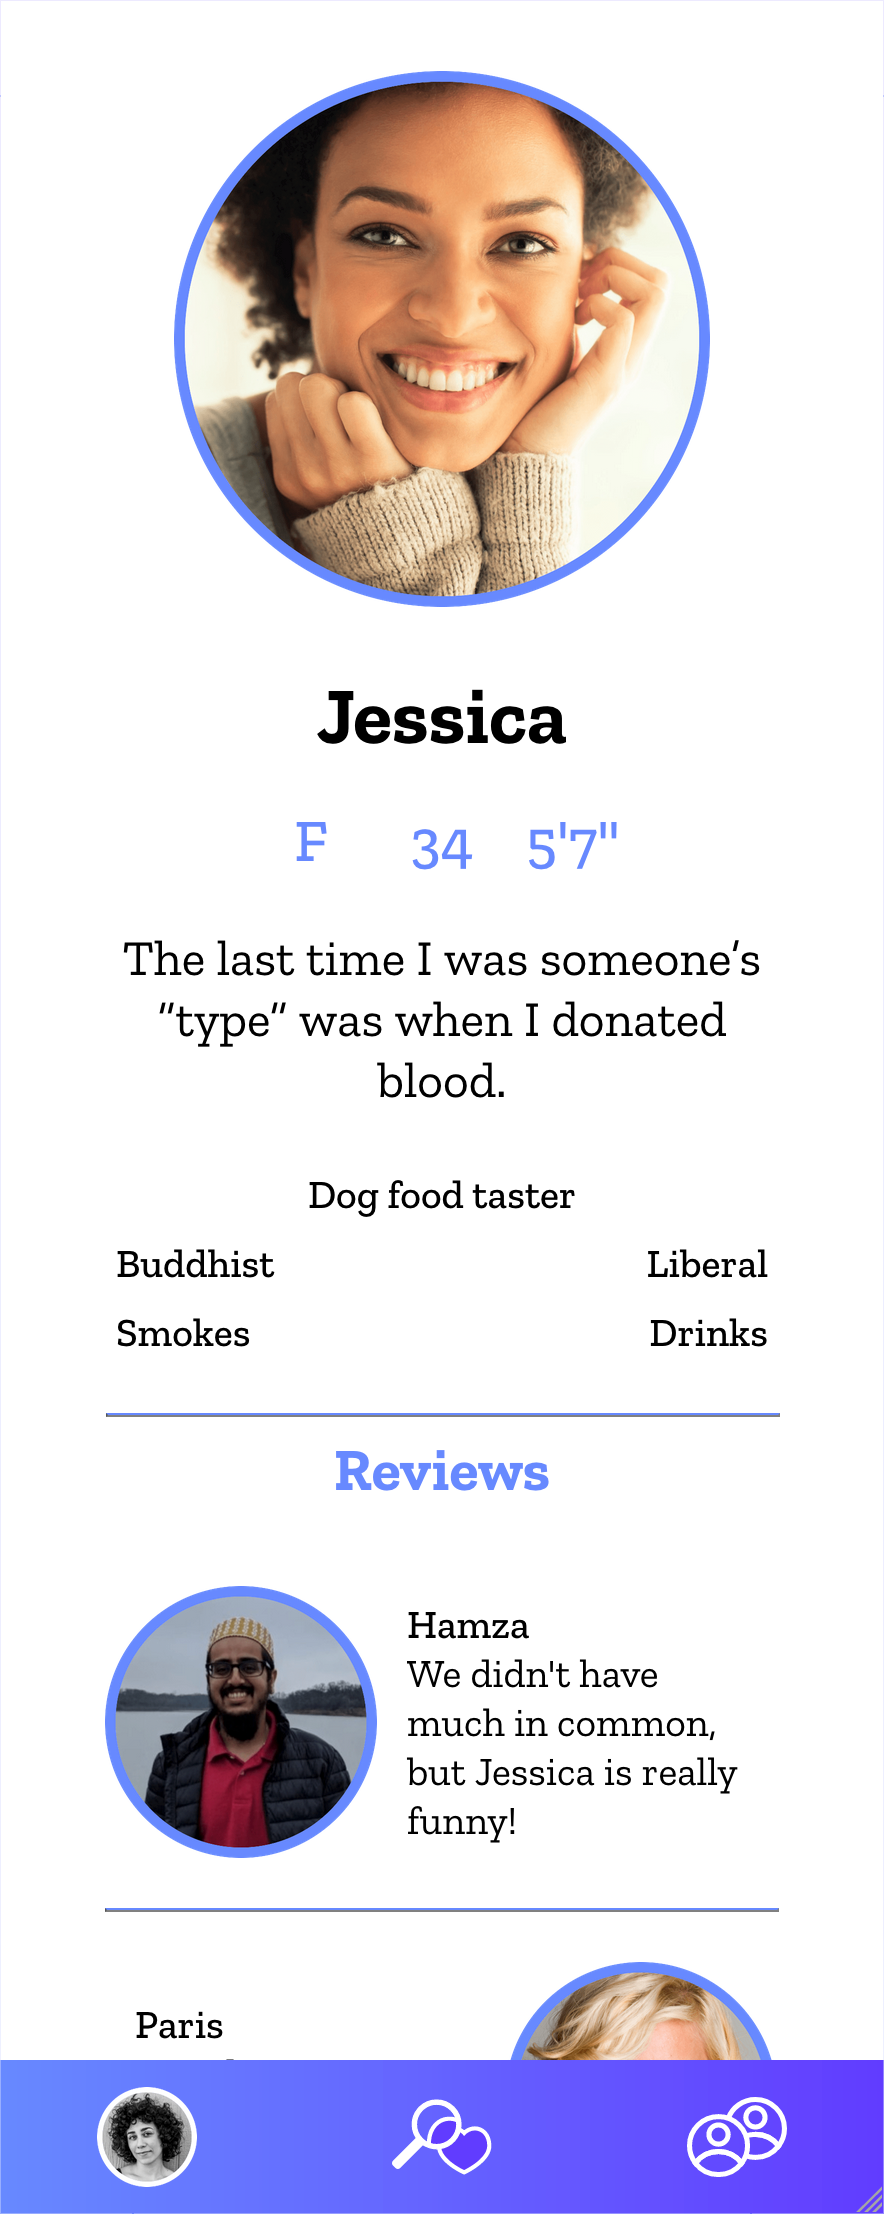 Jessica
F 34 5'7"
The last time I was someone’s
”type” was when I donated
blood.
Dog food taster
Buddhist Liberal
Smokes Drinks
Reviews
Hamza
We didn't have
much in common,
but Jessica is really
funny!
Paris